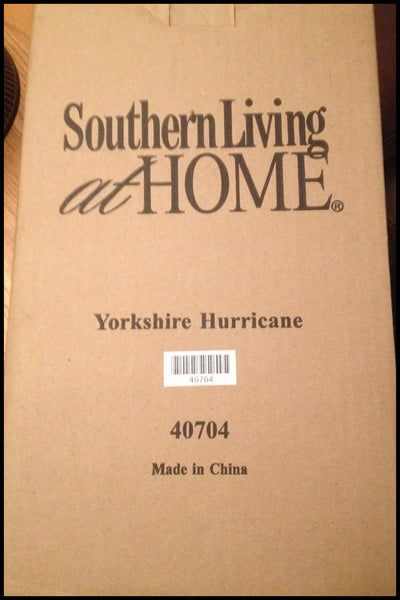 Southern Living
at HOME®
Yorkshire Hurricane
40704
40704
Made in China